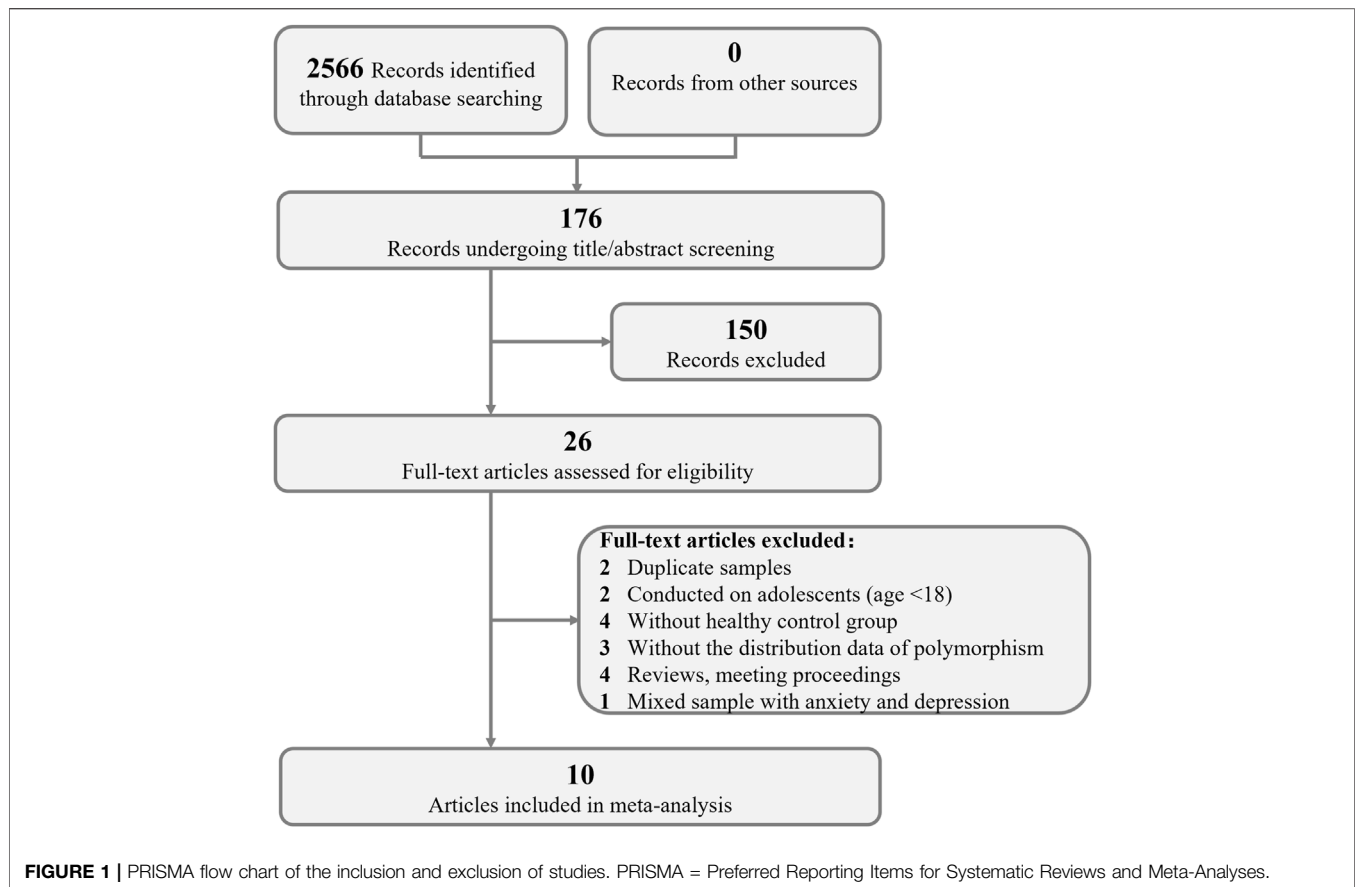 2566 Records identified
through database searching
0
Records from other sources
176
Records undergoing title/abstract screening
150
Records excluded
26
Full-text articles assessed for eligibility
Full-text articles excluded:
2 Duplicate samples
2 Conducted on adolescents (age <18)
4 Without healthy control group
3 Without the distribution data of polymorphism
4 Reviews, meeting proceedings
1 Mixed sample with anxiety and depression
10
Articles included in meta-analysis
FIGURE 1 | PRISMA flow chart of the inclusion and exclusion of studies. PRISMA = Preferred Reporting Items for Systematic Reviews and Meta-Analyses.